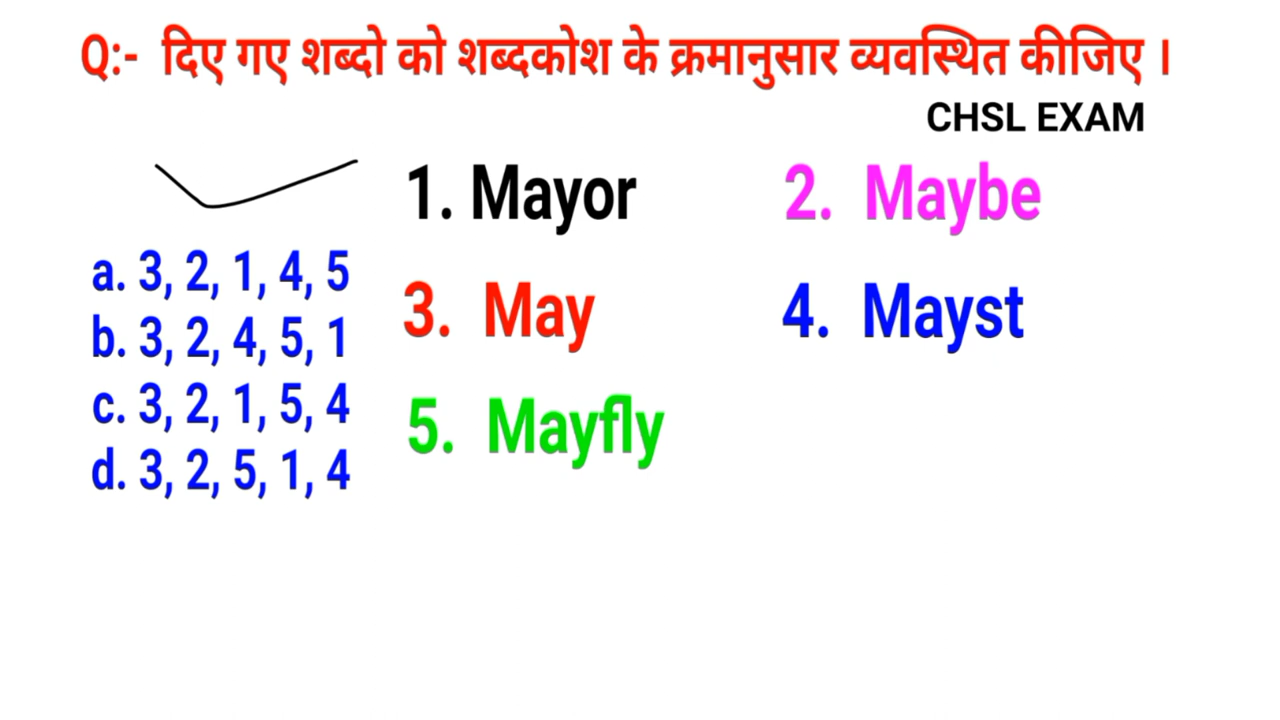 Q:- दिए गए शब्दो को शब्दकोश के क्रमानुसार व्यवस्थित कीजिए ।
CHSL EXAM
1. Mayor 2. Maybe
3. May 4. Mayst
5. Mayfly
a. 3, 2, 1, 4, 5
b. 3, 2, 4, 5, 1
c. 3, 2, 1, 5, 4
d. 3, 2, 5, 1, 4